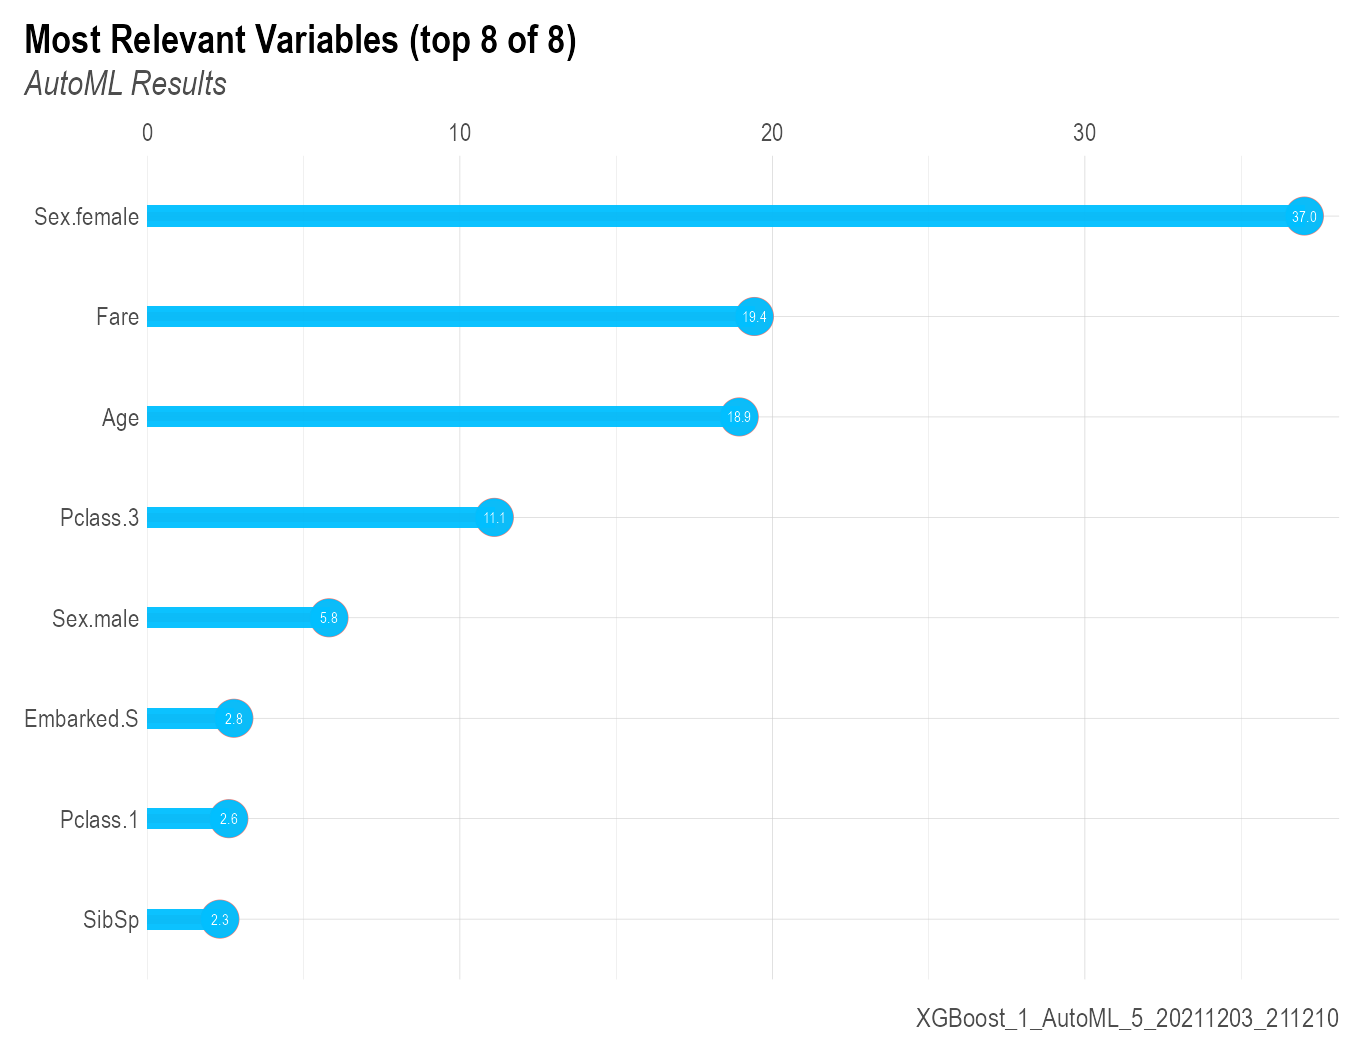 Most Relevant Variables (top 8 of 8)
AutoML Results
0 10 20 30
Sex.female 37.0
Fare 19.4
Age 18.9
Pclass.3 11.1
Sex.male 5.8
Embarked.S 2.8
Pclass.1 2.6
SibSp 2.3
XGBoost_1_AutoML_5_20211203_211210